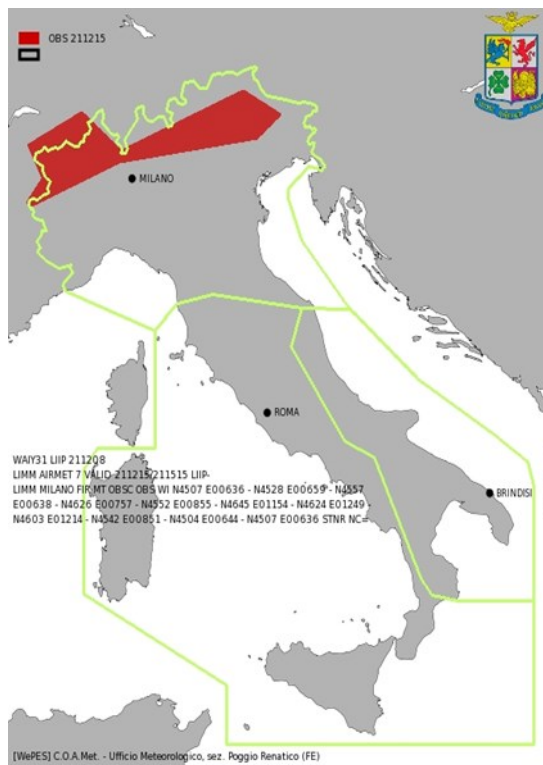 OBS 211215
MILANO
ROMA
WAIY31 LIIP 211208
LIMM AIRMET 7 VALID 211215/211515 LIIP-
LIMM MILANO FIR MT OBSC OBS WI N4507 E00636 - N4528 E00659 - N4557
E00638 - N4626 E00757 - N4552 E00855 - N4645 E01154 - N4624 E01249 -
N4603 E01214 - N4542 E00851 - N4504 E00644 - N4507 E00636 STNR NC=
BRINDISI
[WePES] C.O.A.Met. - Ufficio Meteorologico, sez. Poggio Renatico (FE)